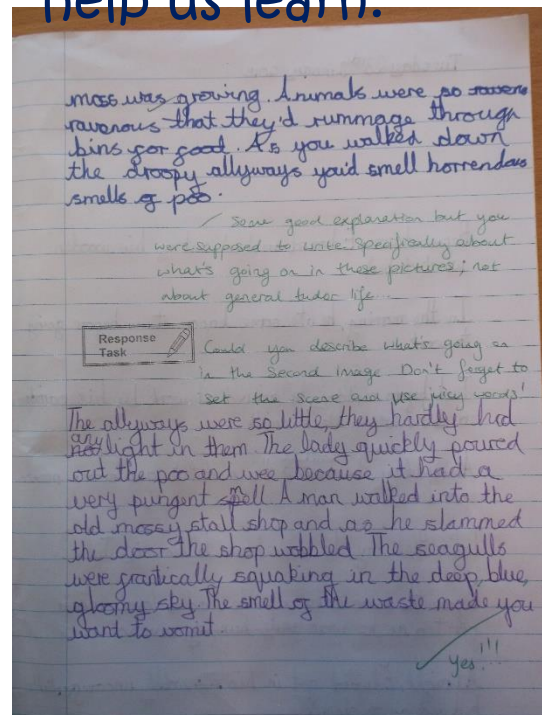 help us learn.
moss was growing. Animals were so ravens
ravenous that they'd rummage through
bins for food. As you walked down
the droopy allyways you'd smell horrendous
smells of poo.
Some good explanation but you
were supposed to write specifically about
what's going on in these pictures, not
about general tudor life.
Response
Task
Could you describe what's going on
in the second image. Don't forget to
set the scene and use juicy words!
The allyways were so little, they hardly had
any light in them. The lady quickly poured
out the poo and wee because it had a
very pungent smell. A man walked into the
old mossy stall shop and as he slammed
the door the shop wobbled. The seagulls
were frantically squaking in the deep, blue,
gloomy sky. The smell of the waste made you
want to vomit
Yes!!!